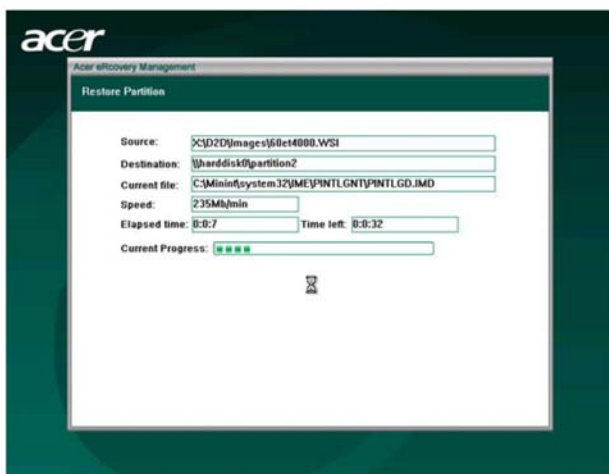 acer
Acer eRecovery Management
Restore Partition
Source: X:\D2D\Images\60et4000.WSI
Destination: \\harddisk0\partition2
Current file: C:\Minint\system32\IME\PINTLGNT\PINTLGD.IMD
Speed: 235Mb/min
Elapsed time: 0:0:7 Time left: 0:0:32
Current Progress: